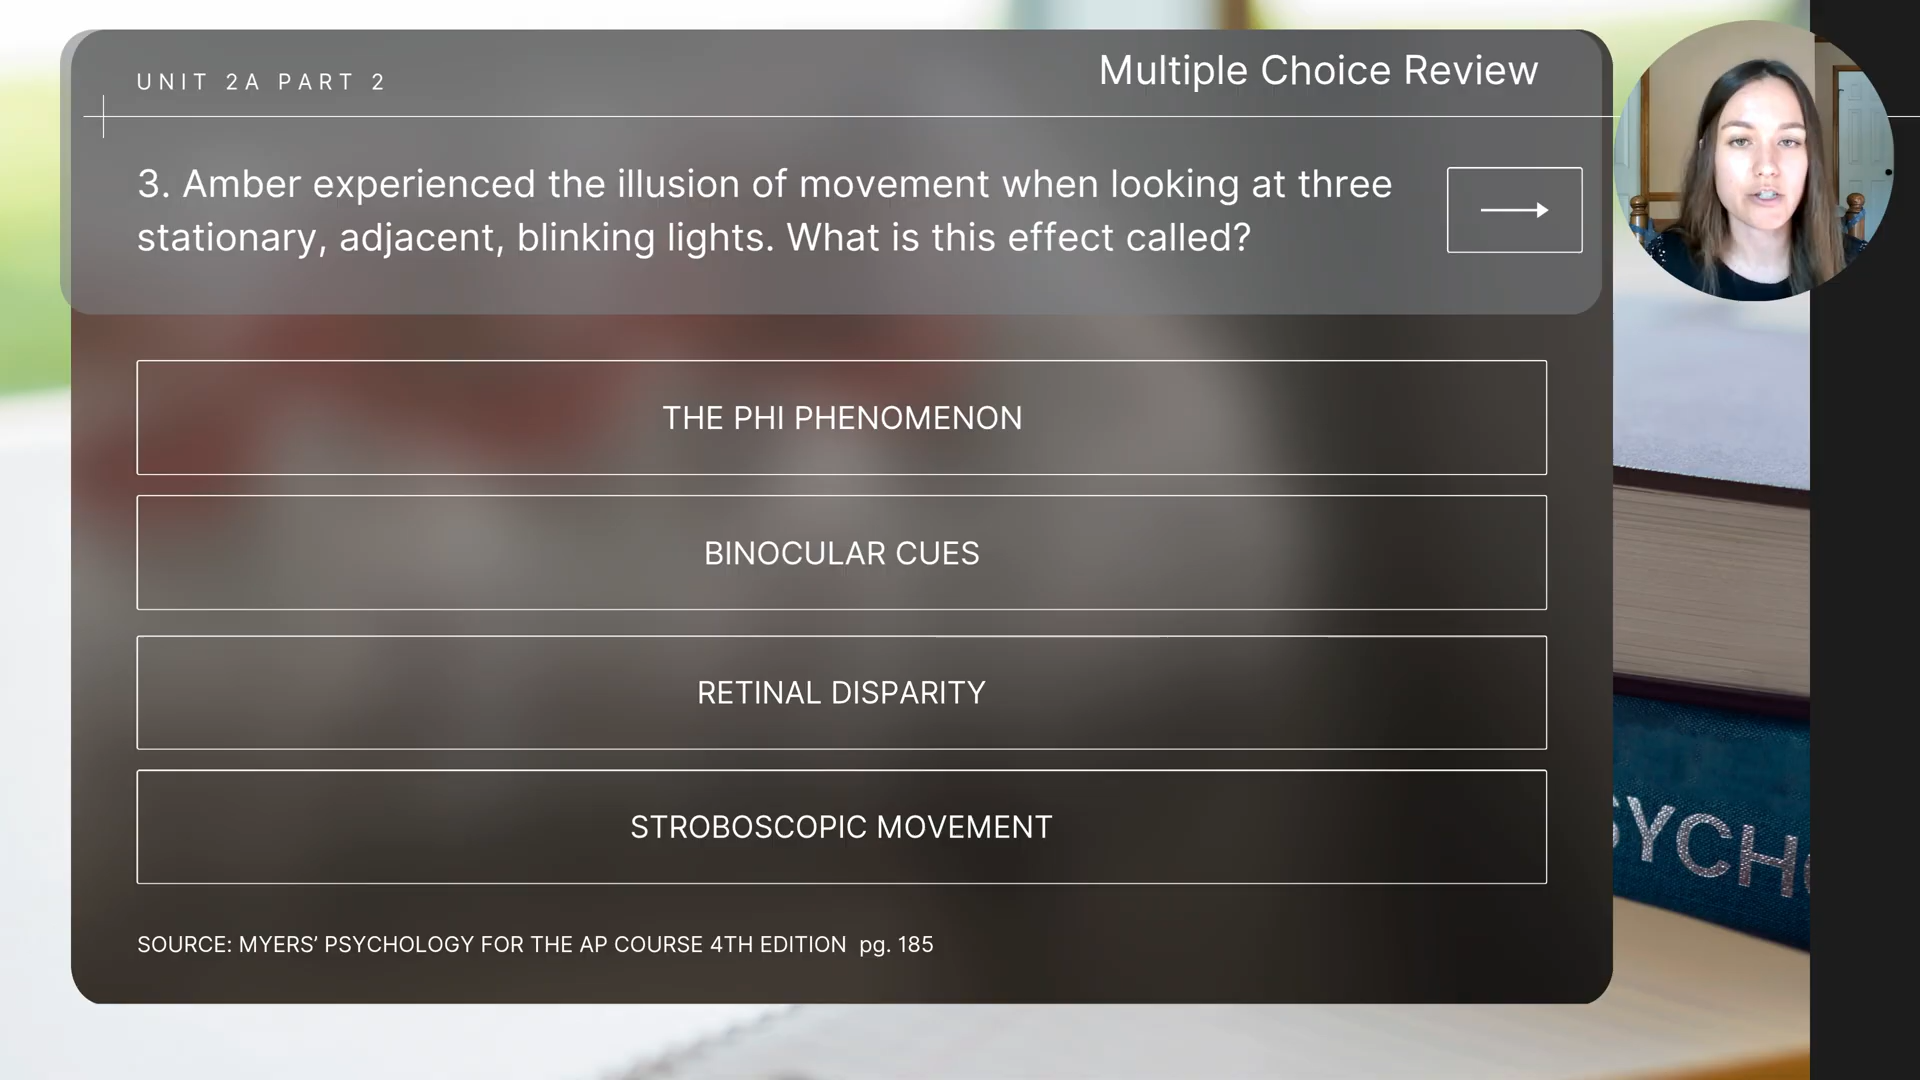 UNIT 2A PART 2
Multiple Choice Review
3. Amber experienced the illusion of movement when looking at three
stationary, adjacent, blinking lights. What is this effect called?
THE PHI PHENOMENON
BINOCULAR CUES
RETINAL DISPARITY
STROBOSCOPIC MOVEMENT
SOURCE: MYERS’ PSYCHOLOGY FOR THE AP COURSE 4TH EDITION pg. 185
SYCHO